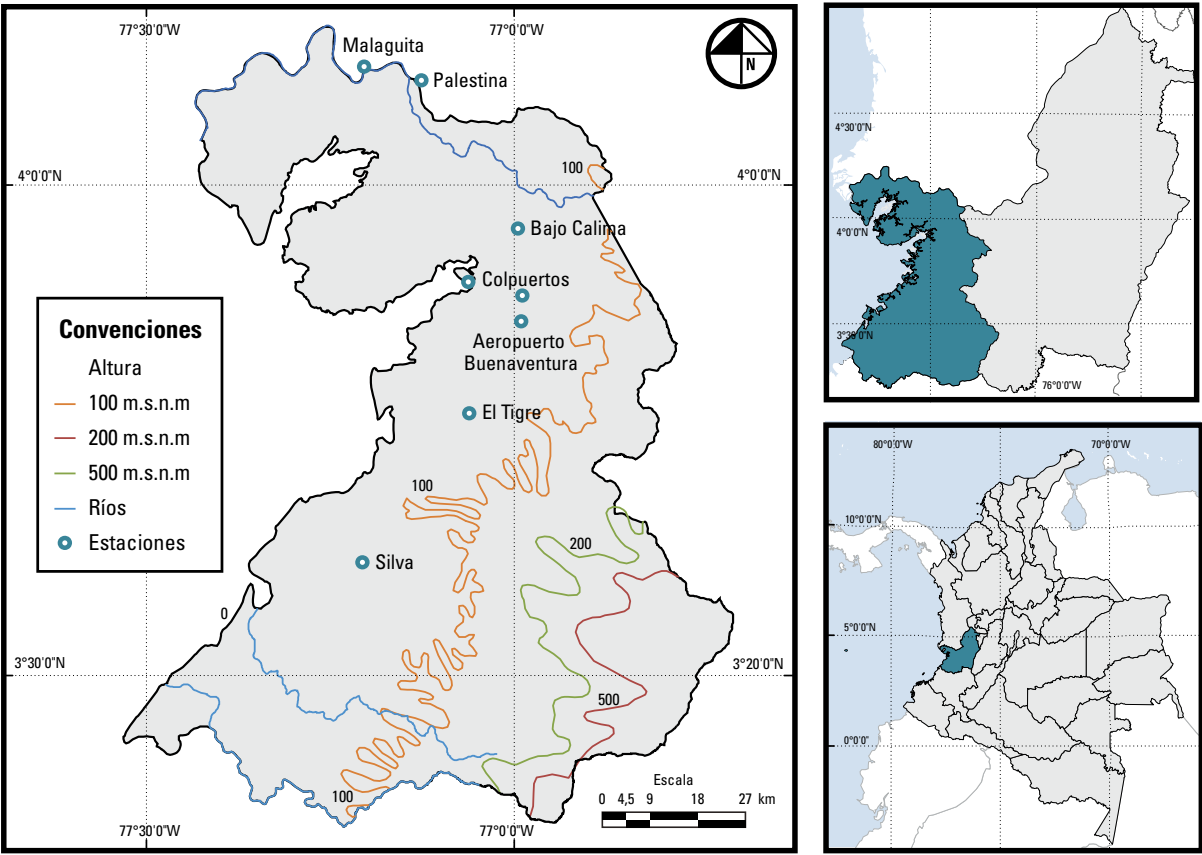 77°30'0"W
77°0'0"W
Malaguita
Palestina
N
100
4°0'0"N
4°0'0"N
Bajo Calima
Colpuertos
Aeropuerto
Buenaventura
El Tigre
Convenciones
Altura
100 m.s.n.m
200 m.s.n.m
500 m.s.n.m
Ríos
Estaciones
100
200
Silva
0
3°30'0"N
3°20'0"N
500
100
Escala
0 4,5 9 18 27 km
77°30'0"W
77°0'0"W
4°30'0"N
4°0'0"N
3°30'0"N
76°0'0"W
80°0'0"W
70°0'0"W
10°0'0"N
5°0'0"N
0°0'0"